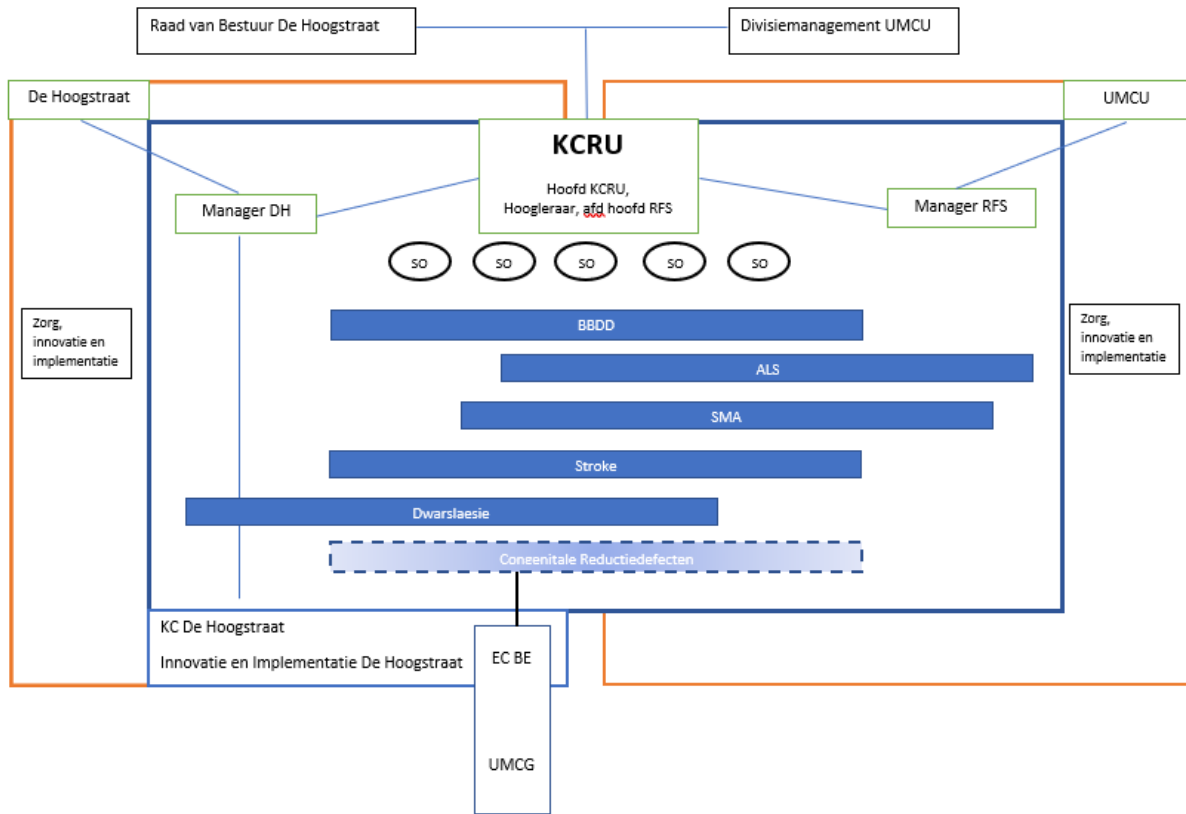 Raad van Bestuur De Hoogstraat
Divisiemanagement UMCU
De Hoogstraat
UMCU
KCRU
Hoofd KCRU,
Hoogleraar, afd hoofd RFS
Manager DH
Manager RFS
so
so
so
so
so
Zorg,
innovatie en
implementatie
BBDD
Zorg,
innovatie en
implementatie
ALS
SMA
Stroke
Dwarslaesie
Congenitale Reductiedefecten
KC De Hoogstraat
Innovatie en Implementatie De Hoogstraat
EC BE
UMCG